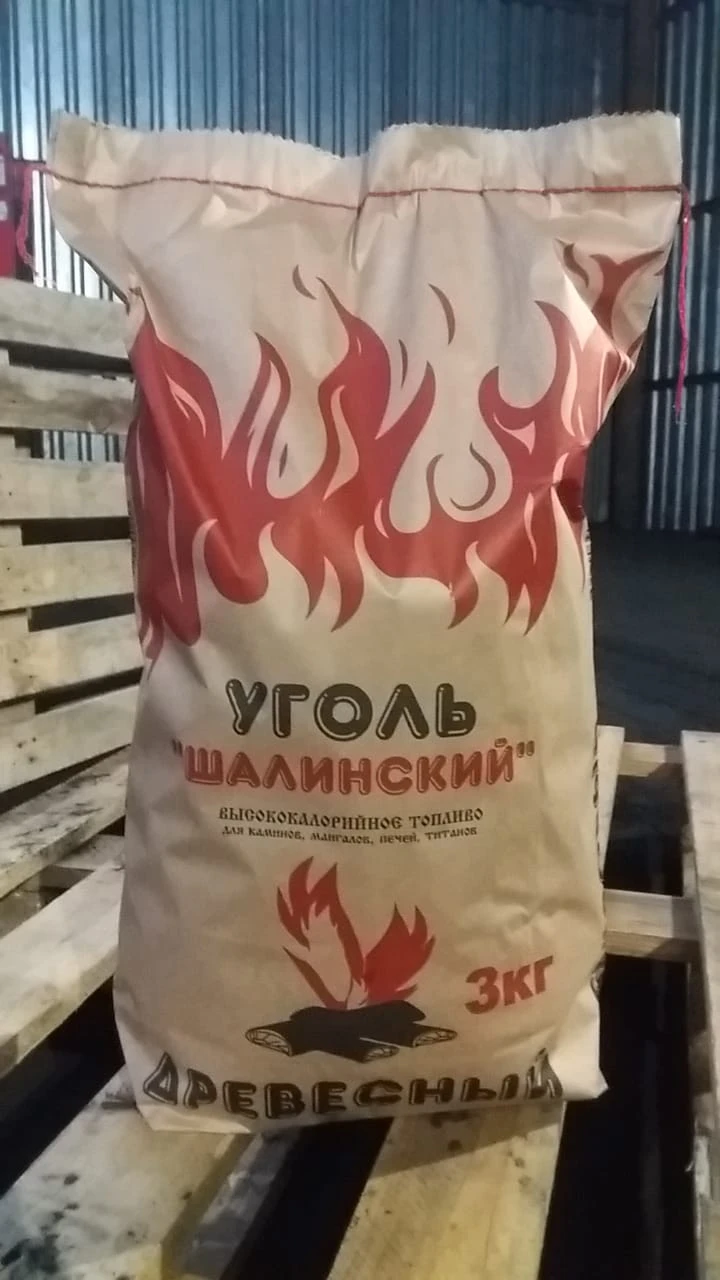 УГОЛЬ
"ШАЛИНСКИЙ"
ВЫСОКОКАЛОРИЙНОЕ ТОПЛИВО
ДЛЯ КАМИНОВ, МАНГАЛОВ, ПЕЧЕЙ, ТИТАНОВ
3кг
ДРЕВЕСНЫЙ